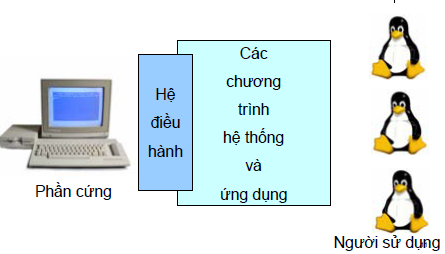 Phần cứng
Hệ
điều
hành
Các
chương
trình
hệ thống
và
ứng dụng
Người sử dụng